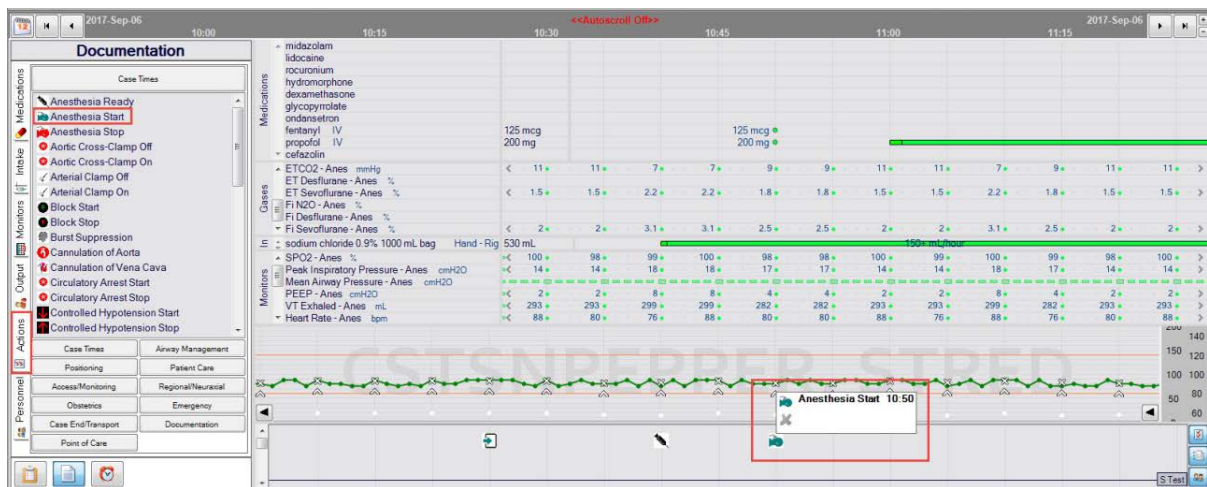 12
2017-Sep-06
<<Autoscroll Off>>
2017-Sep-06
10:00 10:15 10:30 10:45 11:00 11:15
Documentation
Case Times
Medications
Intake
Monitors
Output
Actions
Personnel
Anesthesia Ready
Anesthesia Start
Anesthesia Stop
Aortic Cross-Clamp Off
Aortic Cross-Clamp On
Arterial Clamp Off
Arterial Clamp On
Block Start
Block Stop
Burst Suppression
Cannulation of Aorta
Cannulation of Vena Cava
Circulatory Arrest Start
Circulatory Arrest Stop
Controlled Hypotension Start
Controlled Hypotension Stop
Case Times Airway Management
Positioning Patient Care
Access/Monitoring Regional/Neuraxial
Obstetrics Emergency
Case End/Transport Documentation
Point of Care
Medications
midazolam
lidocaine
rocuronium
hydromorphone
dexamethasone
glycopyrrolate
ondansetron
fentanyl IV 125 mcg 125 mcg
propofol IV 200 mg 200 mg
cefazolin
Gases
ETCO2 - Anes mmHg 11 11 7 7 9 9 11 11 7 9 11 11
ET Desflurane - Anes %
ET Sevoflurane - Anes % 1.5 1.5 2.2 2.2 1.8 1.8 1.5 1.5 2.2 1.8 1.5 1.5
Fi N2O - Anes %
Fi Desflurane - Anes %
Fi Sevoflurane - Anes % 2 2 3.1 3.1 2.5 2.5 2 2 3.1 2.5 2 2
In
sodium chloride 0.9% 1000 mL bag Hand - Rig 530 mL 150+ mL/hour
Monitors
SPO2 - Anes % 100 98 99 100 98 98 100 98 99 100 99 100
Peak Inspiratory Pressure - Anes cmH2O 14 14 18 18 17 17 14 14 18 17 14 14
Mean Airway Pressure - Anes cmH2O
PEEP - Anes cmH2O 2 2 8 8 4 4 2 2 8 4 2 2
VT Exhaled - Anes mL 293 293 299 299 282 282 293 293 299 282 293 293
Heart Rate - Anes bpm 88 80 76 88 80 88 88 76 88 76 80 88
200 140
150 120
100 100
50 80
60
Anesthesia Start 10:50
S Test